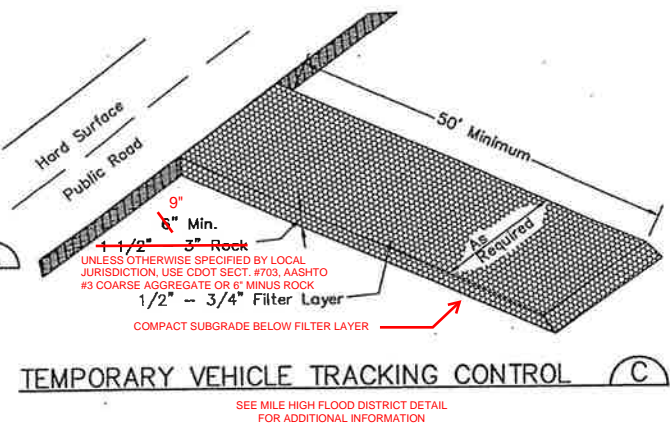 50' Minimum
Hard Surface
Public Road
As
Required
9"
6" Min.
1 1/2" 3" Rock
UNLESS OTHERWISE SPECIFIED BY LOCAL
JURISDICTION, USE CDOT SECT. #703, AASHTO
#3 COARSE AGGREGATE OR 6" MINUS ROCK
1/2" - 3/4" Filter Layer
COMPACT SUBGRADE BELOW FILTER LAYER
TEMPORARY VEHICLE TRACKING CONTROL C
SEE MILE HIGH FLOOD DISTRICT DETAIL
FOR ADDITIONAL INFORMATION